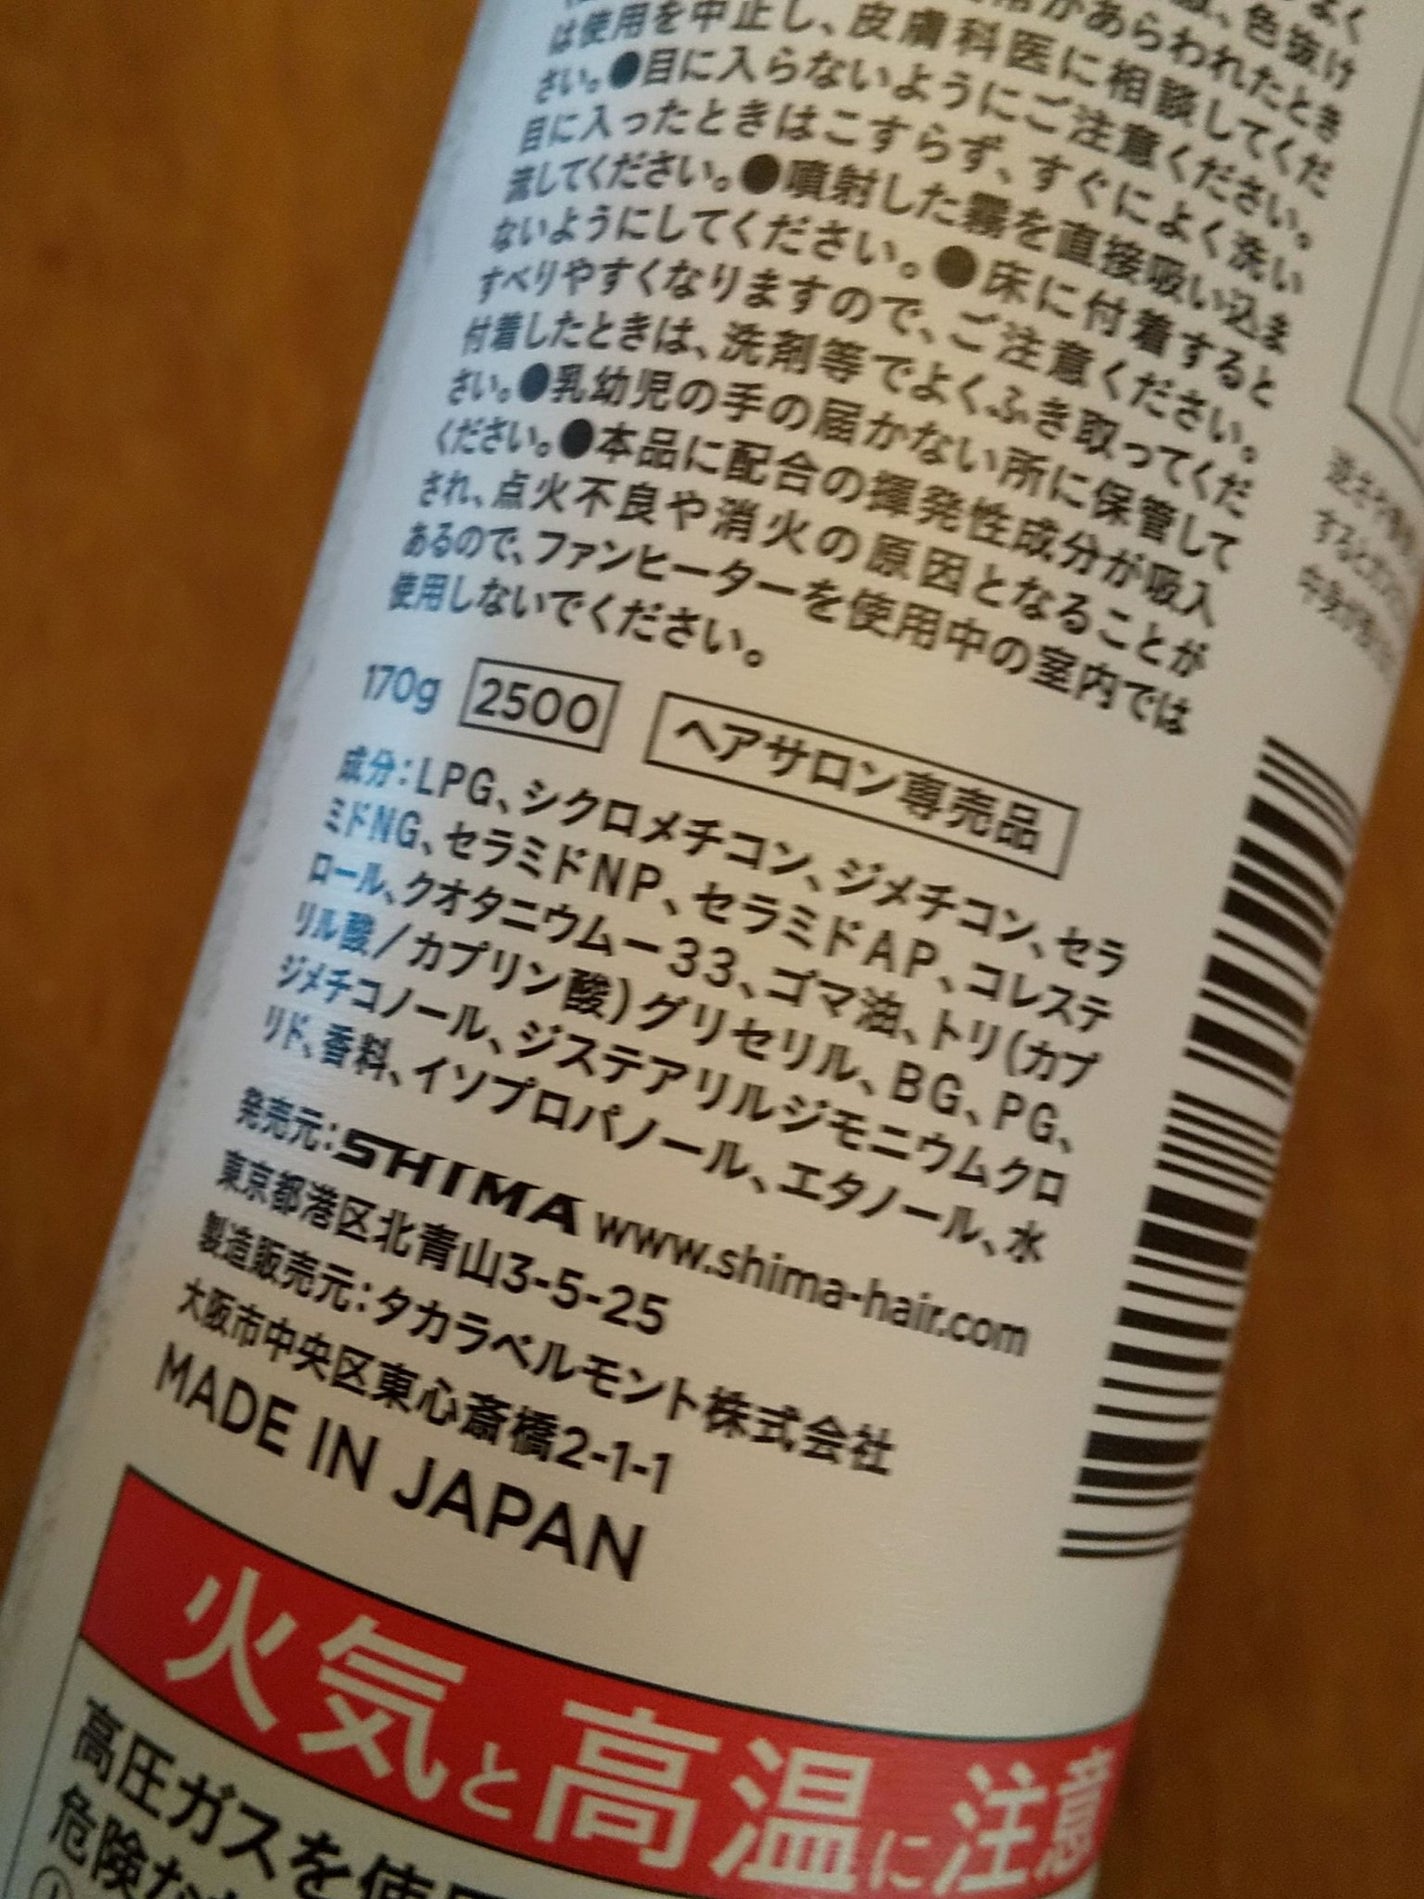 色抜け
があらわれたとき
は使用を中止し、皮膚科医に相談してくだ
さい。●目に入らないようにご注意ください。
目に入ったときはこすらず、すぐによく洗い
流してください。●噴射した霧を直接吸い込ま
ないようにしてください。●床に付着すると
すべりやすくなりますので、ご注意ください。
付着したときは、洗剤等でよくふき取ってくだ
さい。●乳幼児の手の届かない所に保管して
ください。●本品に配合の揮発性成分が吸入
され、点火不良や消火の原因となることが
あるので、ファンヒーターを使用中の室内では
使用しないでください。
170g 2500 ヘアサロン専売品
成分:LPG、シクロメチコン、ジメチコン、セラ
ミドNG、セラミドNP、セラミドAP、コレステ
ロール、クオタニウムー33、ゴマ油、トリ(カプ
リル酸/カプリン酸)グリセリル、BG、PG、
ジメチコノール、ジステアリルジモニウムクロ
リド、香料、イソプロパノール、エタノール、水
発売元:SHIMA www.shima-hair.com
東京都港区北青山3-5-25
製造販売元:タカラベルモント株式会社
大阪市中央区東心斎橋2-1-1
MADE IN JAPAN
火気と高温に注意
高圧ガスを使用
危険な